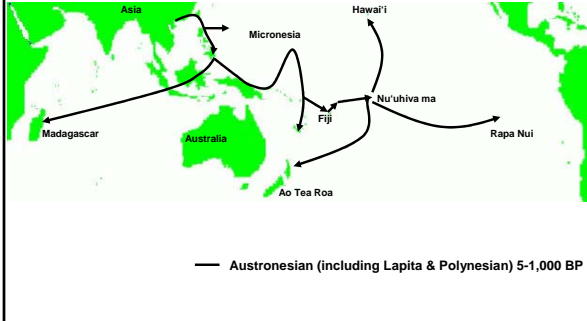 Asia
Hawai'i
Micronesia
Nu'uhiva ma
Fiji
Madagascar
Australia
Rapa Nui
Ao Tea Roa
Austronesian (including Lapita & Polynesian) 5-1,000 BP